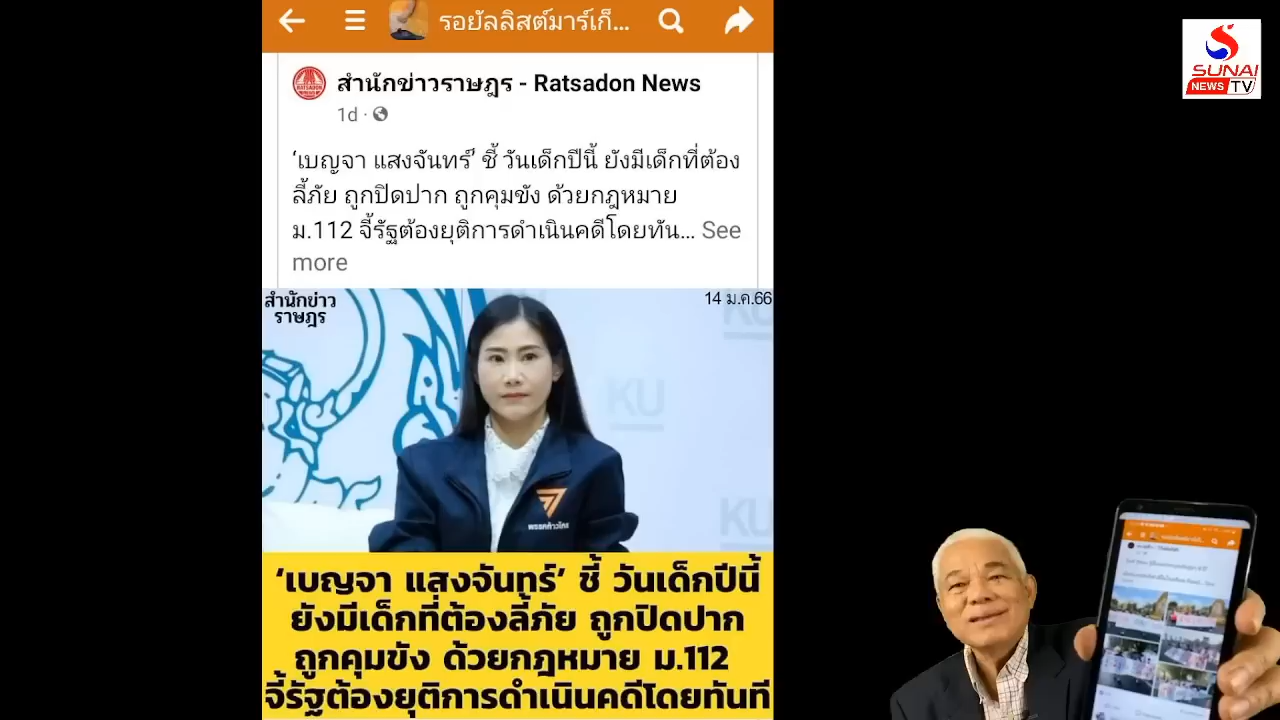 รอยัลลิสต์มาร์เก็...
สำนักข่าวราษฎร - Ratsadon News
1d
‘เบญจา แสงจันทร์’ ชี้ วันเด็กปีนี้ ยังมีเด็กที่ต้อง
ลี้ภัย ถูกปิดปาก ถูกคุมขัง ด้วยกฎหมาย
ม.112 จี้รัฐต้องยุติการดำเนินคดีโดยทัน... See
more
สำนักข่าว
ราษฎร
14 ม.ค.66
KU
KU
KU
พรรคก้าวไกล
‘เบญจา แสงจันทร์’ ชี้ วันเด็กปีนี้
ยังมีเด็กที่ต้องลี้ภัย ถูกปิดปาก
ถูกคุมขัง ด้วยกฎหมาย ม.112
จี้รัฐต้องยุติการดำเนินคดีโดยทันที
SUNAI
NEWS TV